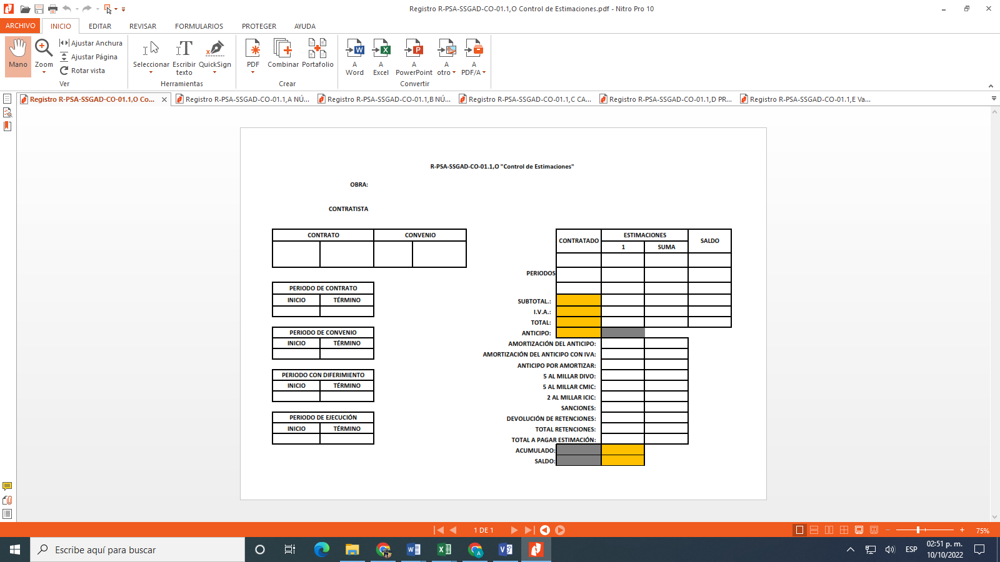 Registro R-PSA-SSGAD-CO-01.1,O Control de Estimaciones.pdf - Nitro Pro 10
ARCHIVO INICIO EDITAR REVISAR FORMULARIOS PROTEGER AYUDA
Mano
Zoom
Ajustar Anchura
Ajustar Página
Rotar vista
Ver
Seleccionar
Escribir texto
QuickSign
Herramientas
PDF
Combinar
Portafolio
Crear
A Word
A Excel
A PowerPoint
A otro
A PDF/A
Convertir
Registro R-PSA-SSGAD-CO-01.1,O Co...
Registro R-PSA-SSGAD-CO-01.1,A NÚ...
Registro R-PSA-SSGAD-CO-01.1,B NÚ...
Registro R-PSA-SSGAD-CO-01.1,C CA...
Registro R-PSA-SSGAD-CO-01.1,D PR...
Registro R-PSA-SSGAD-CO-01.1,E Va...
R-PSA-SSGAD-CO-01.1,O "Control de Estimaciones"
OBRA:
CONTRATISTA
CONTRATO CONVENIO
PERIODO DE CONTRATO
INICIO TÉRMINO
PERIODO DE CONVENIO
INICIO TÉRMINO
PERIODO CON DIFERIMIENTO
INICIO TÉRMINO
PERIODO DE EJECUCIÓN
INICIO TÉRMINO
CONTRATADO ESTIMACIONES SALDO
1 SUMA
PERIODOS
SUBTOTAL.:
I.V.A.:
TOTAL:
ANTICIPO:
AMORTIZACIÓN DEL ANTICIPO:
AMORTIZACIÓN DEL ANTICIPO CON IVA:
ANTICIPO POR AMORTIZAR:
5 AL MILLAR DIVO:
5 AL MILLAR CMIC:
2 AL MILLAR ICIC:
SANCIONES:
DEVOLUCIÓN DE RETENCIONES:
TOTAL RETENCIONES:
TOTAL A PAGAR ESTIMACIÓN:
ACUMULADO:
SALDO:
1 DE 1
75%
Escribe aquí para buscar
ESP
02:51 p. m.
10/10/2022